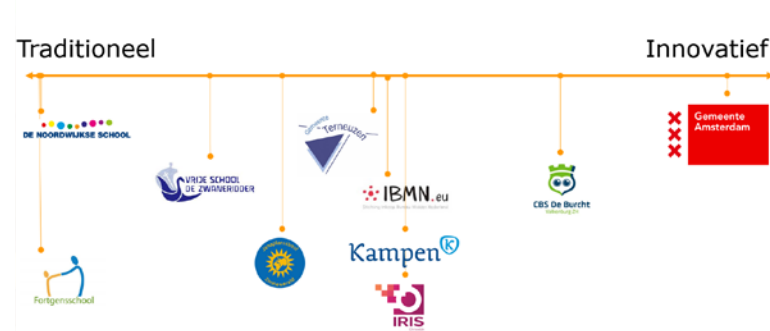 Traditioneel
Innovatief
DE NOORDWIJKSE SCHOOL
Gemeente
Terneuzen
Gemeente
Amsterdam
VRIJE SCHOOL
DE ZWANERIDDER
IBMN.eu
CBS De Burcht
Kampen
K
Fortgensschool
IRIS